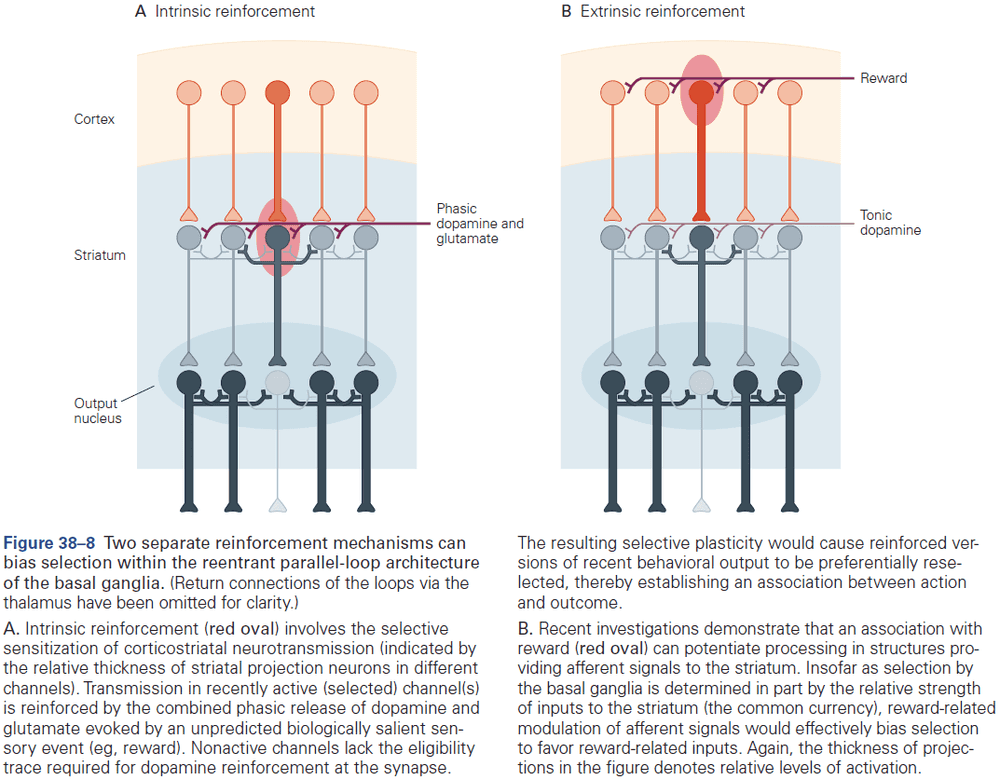 A Intrinsic reinforcement
Cortex
Striatum
Output
nucleus
Phasic
dopamine and
glutamate
B Extrinsic reinforcement
Reward
Tonic
dopamine
Figure 38–8 Two separate reinforcement mechanisms can
bias selection within the reentrant parallel-loop architecture
of the basal ganglia. (Return connections of the loops via the
thalamus have been omitted for clarity.)
A. Intrinsic reinforcement (red oval) involves the selective
sensitization of corticostriatal neurotransmission (indicated by
the relative thickness of striatal projection neurons in different
channels). Transmission in recently active (selected) channel(s)
is reinforced by the combined phasic release of dopamine and
glutamate evoked by an unpredicted biologically salient sen-
sory event (eg, reward). Nonactive channels lack the eligibility
trace required for dopamine reinforcement at the synapse.
The resulting selective plasticity would cause reinforced ver-
sions of recent behavioral output to be preferentially rese-
lected, thereby establishing an association between action
and outcome.
B. Recent investigations demonstrate that an association with
reward (red oval) can potentiate processing in structures pro-
viding afferent signals to the striatum. Insofar as selection by
the basal ganglia is determined in part by the relative strength
of inputs to the striatum (the common currency), reward-related
modulation of afferent signals would effectively bias selection
to favor reward-related inputs. Again, the thickness of projec-
tions in the figure denotes relative levels of activation.